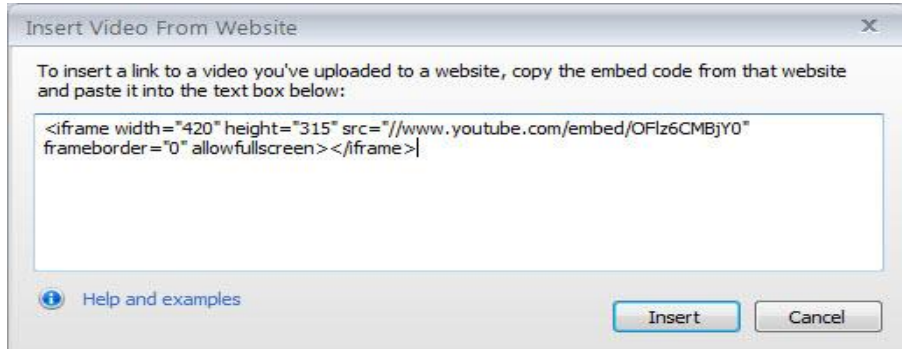 Insert Video From Website
X
To insert a link to a video you've uploaded to a website, copy the embed code from that website
and paste it into the text box below:
<iframe width="420" height="315" src="//www.youtube.com/embed/OFlz6CMBjY0"
frameborder="0" allowfullscreen></iframe>
Help and examples
Insert
Cancel